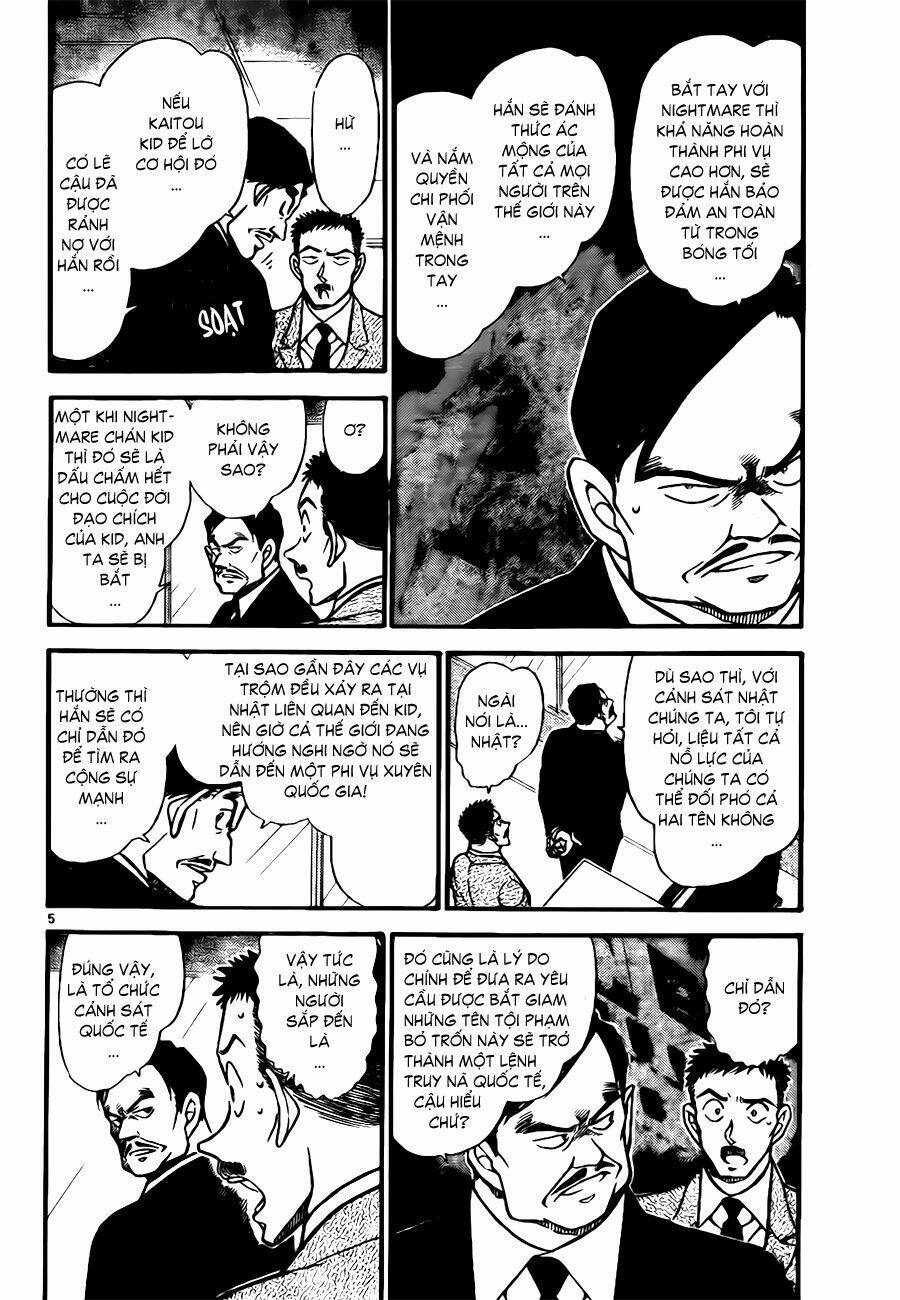 BẮT TAY VỚI
NIGHTMARE THÌ
KHẢ NĂNG HOÀN
THÀNH PHI VỤ
CAO HƠN, SẼ
ĐƯỢC HẮN BẢO
ĐẢM AN TOÀN
TỪ TRONG
BÓNG TỐI
...
HẮN SẼ ĐÁNH
THỨC ÁC
MỘNG CỦA
TẤT CẢ MỌI
NGƯỜI TRÊN
THẾ GIỚI NÀY
...
VÀ NẮM
QUYỀN
CHI PHỐI
VẬN
MỆNH
TRONG
TAY
...
HỪ
...
NẾU
KAITOU
KID ĐỂ LỠ
CƠ HỘI ĐÓ
...
CÓ LẼ
CẬU ĐÃ
ĐƯỢC
RẢNH
NỢ VỚI
HẮN RỒI
...
SOẠT
Ơ?
KHÔNG
PHẢI VẬY
SAO?
MỘT KHI NIGHT-
MARE CHÁN KID
THÌ ĐÓ SẼ LÀ
DẤU CHẤM HẾT
CHO CUỘC ĐỜI
ĐẠO CHÍCH
CỦA KID, ANH
TA SẼ BỊ
BẮT
...
DÙ SAO THÌ, VỚI
CẢNH SÁT NHẬT
CHÚNG TA, TÔI TỰ
HỎI, LIỆU TẤT CẢ
NỖ LỰC CỦA
CHÚNG TA CÓ
THỂ ĐỐI PHÓ CẢ
HAI TÊN KHÔNG
...
NGÀI
NÓI LÀ...
NHẬT?
TẠI SAO GẦN ĐÂY CÁC VỤ
TRỘM ĐỀU XẢY RA TẠI
NHẬT LIÊN QUAN ĐẾN KID,
NÊN GIỜ CẢ THẾ GIỚI ĐANG
HƯỚNG NGHI NGỜ NÓ SẼ
DẪN ĐẾN MỘT PHI VỤ XUYÊN
QUỐC GIA!
THƯỜNG THÌ
HẮN SẼ CÓ
CHỈ DẪN ĐÓ
ĐỂ TÌM RA
CỘNG SỰ
MẠNH
...
5
CHỈ DẪN
ĐÓ?
ĐÓ CŨNG LÀ LÝ DO
CHÍNH ĐỂ ĐƯA RA YÊU
CẦU ĐƯỢC BẮT GIAM
NHỮNG TÊN TỘI PHẠM
BỎ TRỐN NÀY SẼ TRỞ
THÀNH MỘT LỆNH
TRUY NÃ QUỐC TẾ,
CẬU HIỂU
CHỨ?
VẬY TỨC
LÀ, NHỮNG
NGƯỜI
SẮP ĐẾN
LÀ
...
ĐÚNG VẬY,
LÀ TỔ CHỨC
CẢNH SÁT
QUỐC TẾ
...